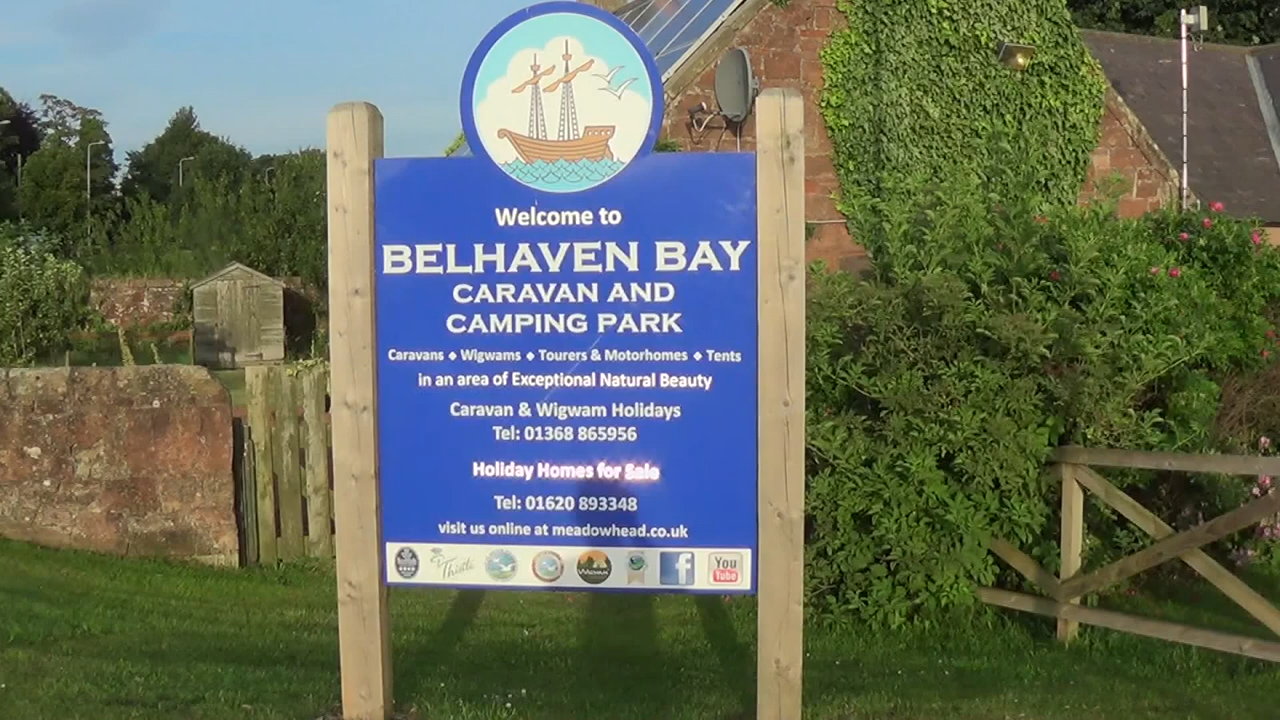 Welcome to
BELHAVEN BAY
CARAVAN AND
CAMPING PARK
Caravans ◆ Wigwams ◆ Tourers & Motorhomes ◆ Tents
in an area of Exceptional Natural Beauty
Caravan & Wigwam Holidays
Tel: 01368 865956
Holiday Homes for Sale
Tel: 01620 893348
visit us online at meadowhead.co.uk
Thistle WIGWAM f You Tube